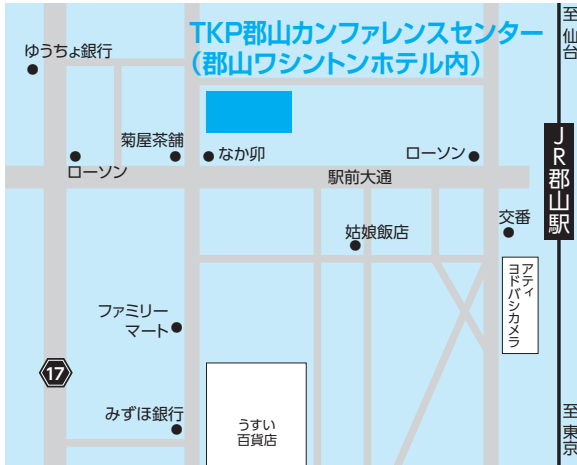 TKP郡山カンファレンスセンター
（郡山ワシントンホテル内）
至 仙台
ゆうちょ銀行
菊屋茶舗
なか卯
ローソン
ローソン
駅前大通
JR郡山駅
交番
姑娘飯店
アティ
ヨドバシカメラ
ファミリー
マート
17
みずほ銀行
うすい
百貨店
至 東京